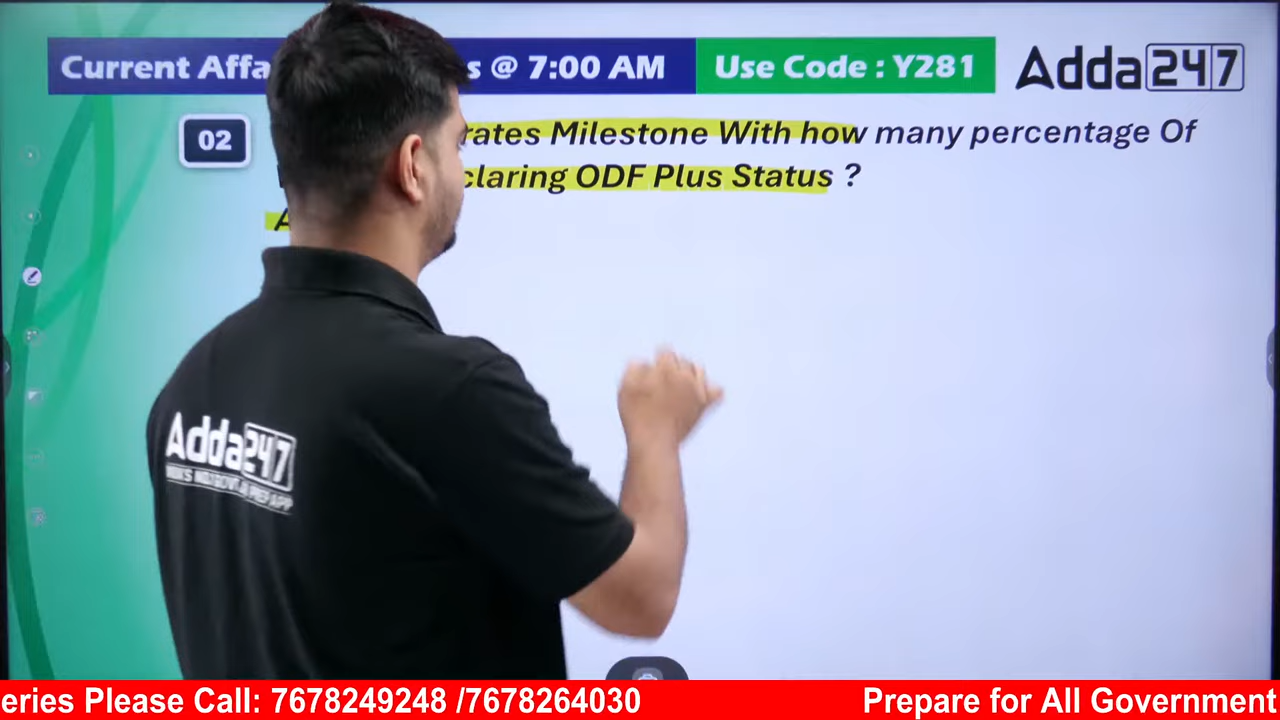 Current Affa s @ 7:00 AM
Use Code : Y281
Adda247
02
rates Milestone With how many percentage Of
claring ODF Plus Status ?
A
Adda247
eries Please Call: 7678249248 /7678264030
Prepare for All Government